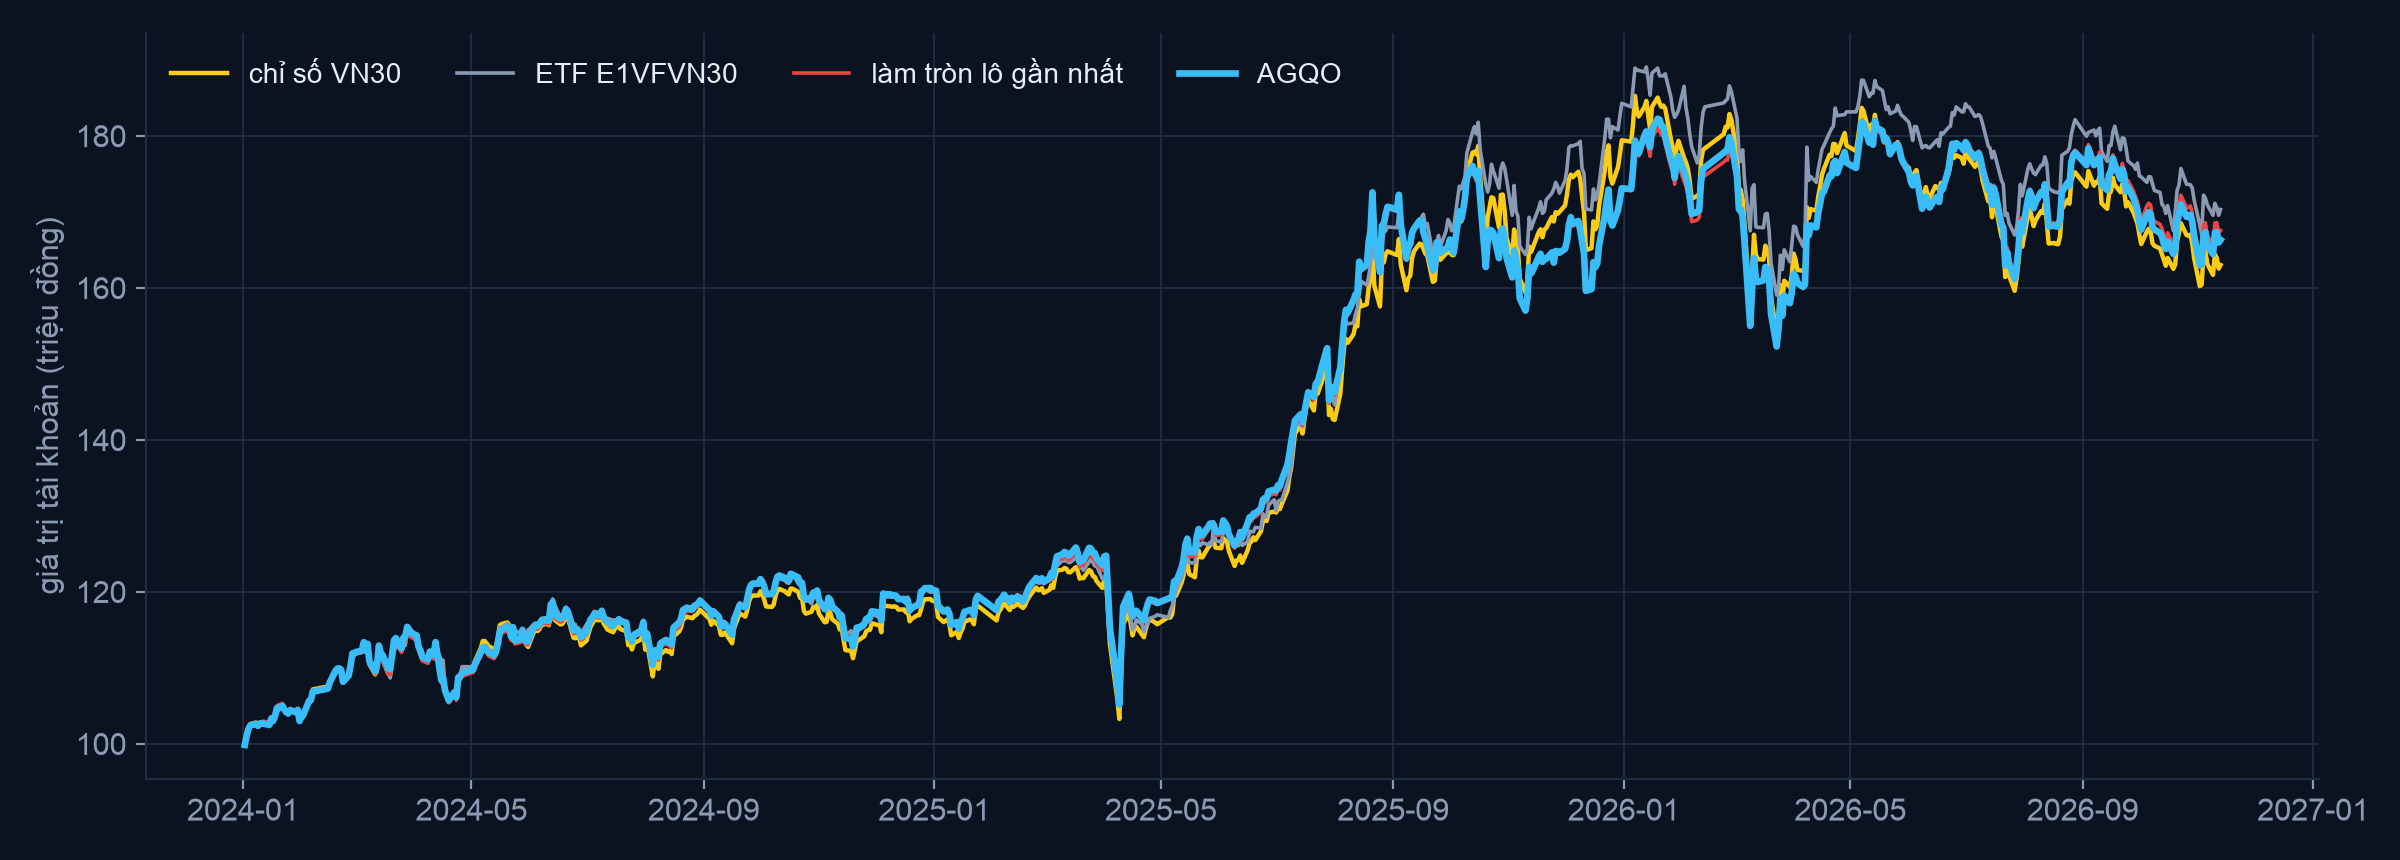 chỉ số VN30 ETF E1VFVN30 làm tròn lô gần nhất AGQO
giá trị tài khoản (triệu đồng)
180
160
140
120
100
2024-01 2024-05 2024-09 2025-01 2025-05 2025-09 2026-01 2026-05 2026-09 2027-01